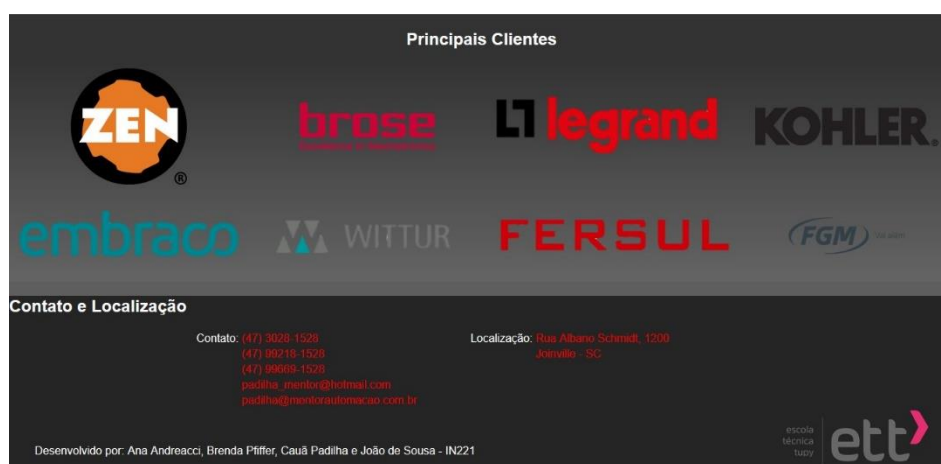 Principais Clientes
ZEN
®
brose
legrand
KOHLER®
embraco
WITTUR
FERSUL
FGM
Contato e Localização
Contato: (47) 3028-1528
(47) 99218-1528
(47) 99669-1528
padilha_mentor@hotmail.com
padilha@mentorautomacao.com.br
Localização: Rua Albano Schmidt, 1200
Joinville - SC
Desenvolvido por: Ana Andreacci, Brenda Pfiffer, Cauã Padilha e João de Sousa - IN221
escola
técnica
tupy
ett